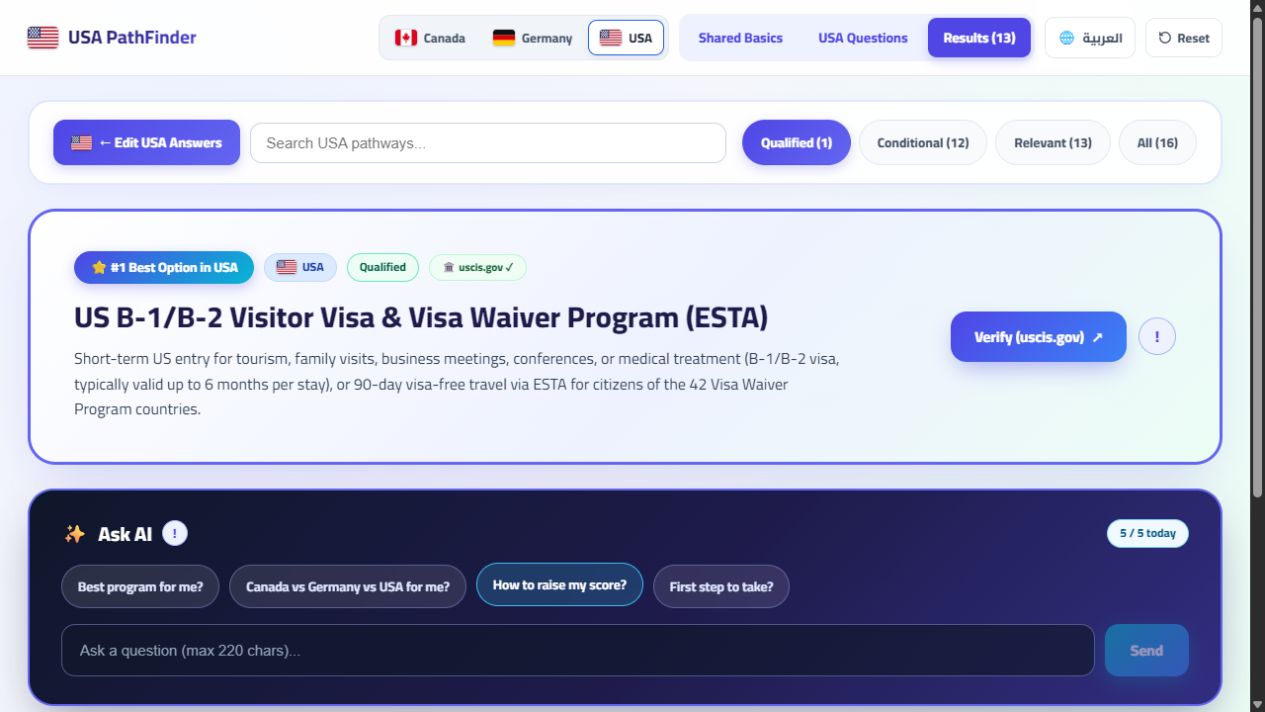 USA PathFinder
Canada
Germany
USA
Shared Basics
USA Questions
Results (13)
العربية
Reset
← Edit USA Answers
Search USA pathways...
Qualified (1)
Conditional (12)
Relevant (13)
All (16)
#1 Best Option in USA
USA
Qualified
uscis.gov ✓
US B-1/B-2 Visitor Visa & Visa Waiver Program (ESTA)
Short-term US entry for tourism, family visits, business meetings, conferences, or medical treatment (B-1/B-2 visa,
typically valid up to 6 months per stay), or 90-day visa-free travel via ESTA for citizens of the 42 Visa Waiver
Program countries.
Verify (uscis.gov) ↗
!
Ask AI
!
5 / 5 today
Best program for me?
Canada vs Germany vs USA for me?
How to raise my score?
First step to take?
Ask a question (max 220 chars)...
Send